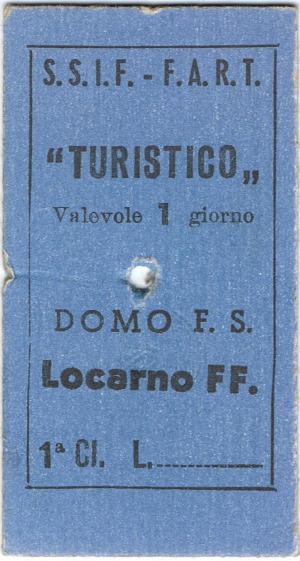 S.S.I.F. - F.A.R.T.
“TURISTICO„
Valevole 1 giorno
DOMO F. S.
Locarno FF.
1ª Cl. L.............